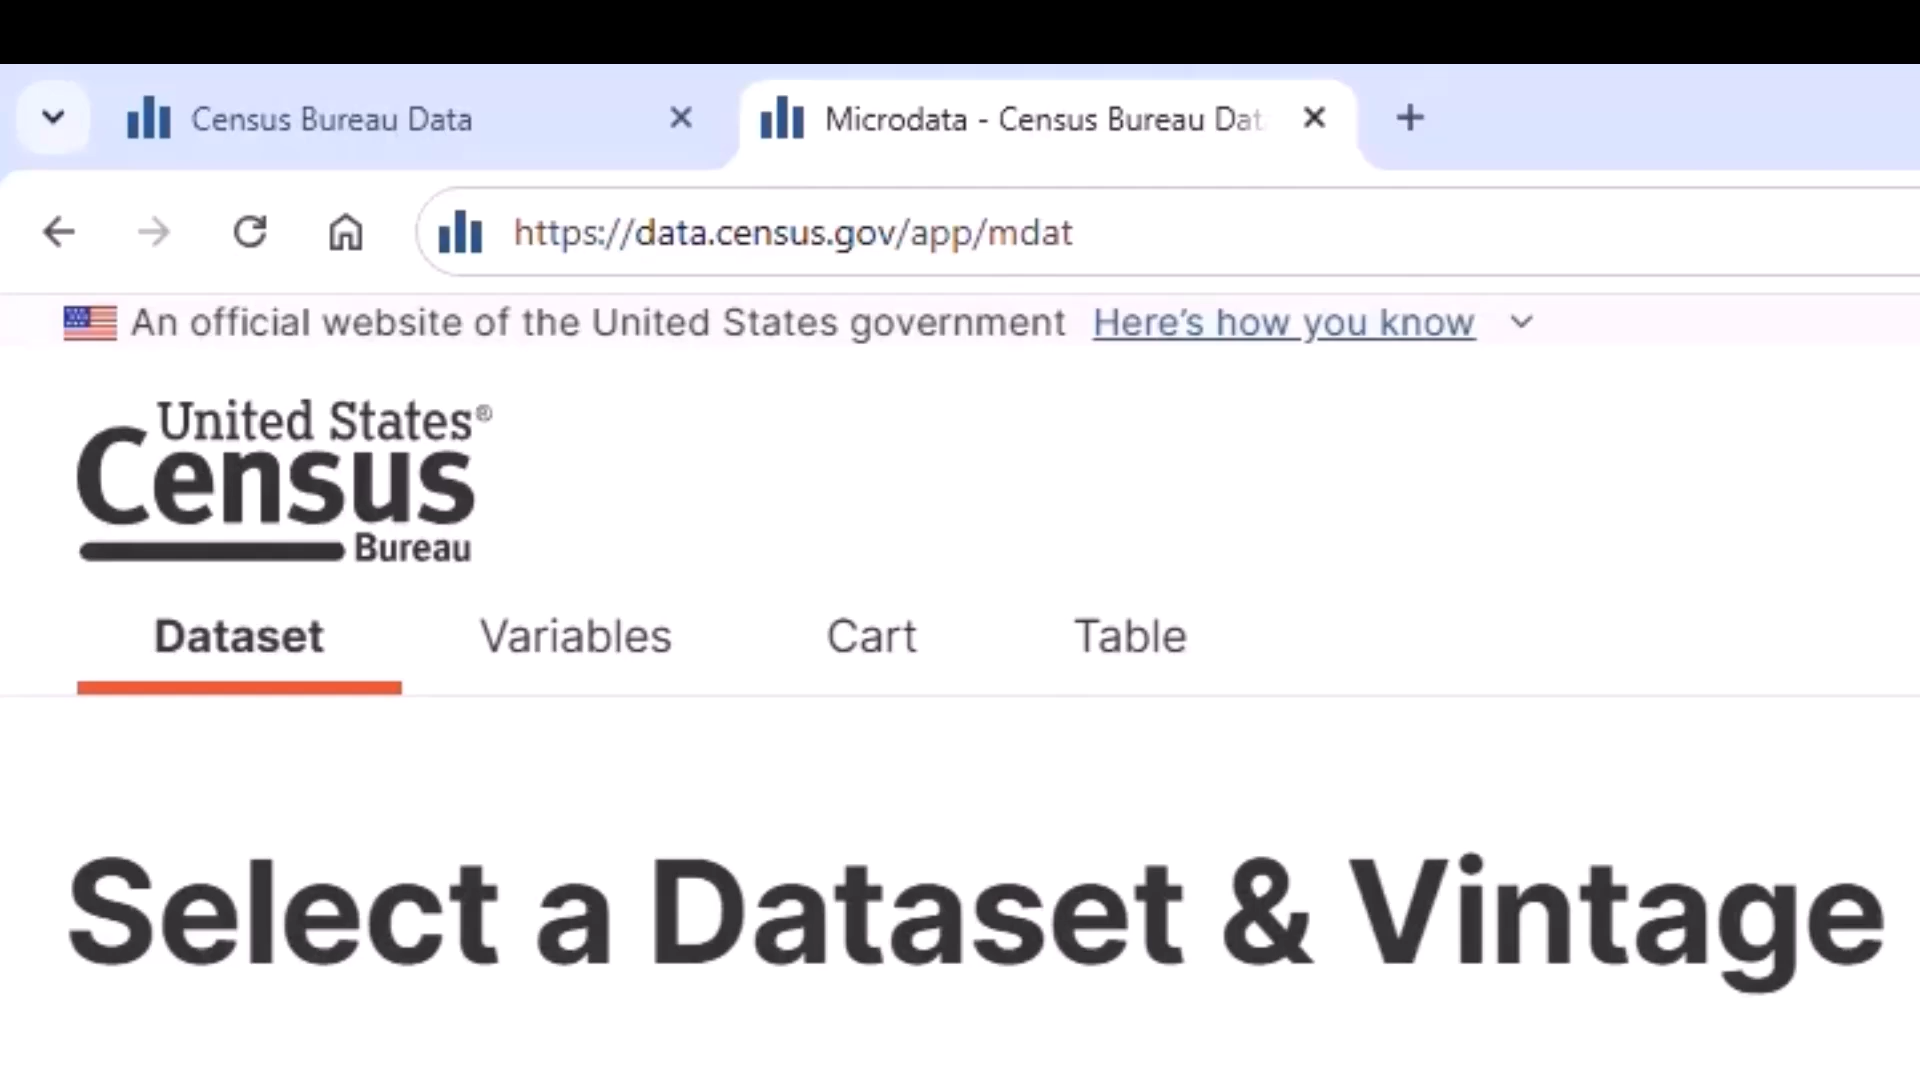 Census Bureau Data
Microdata - Census Bureau Dat
https://data.census.gov/app/mdat
An official website of the United States government Here's how you know
United States®
Census
Bureau
Dataset Variables Cart Table
Select a Dataset & Vintage